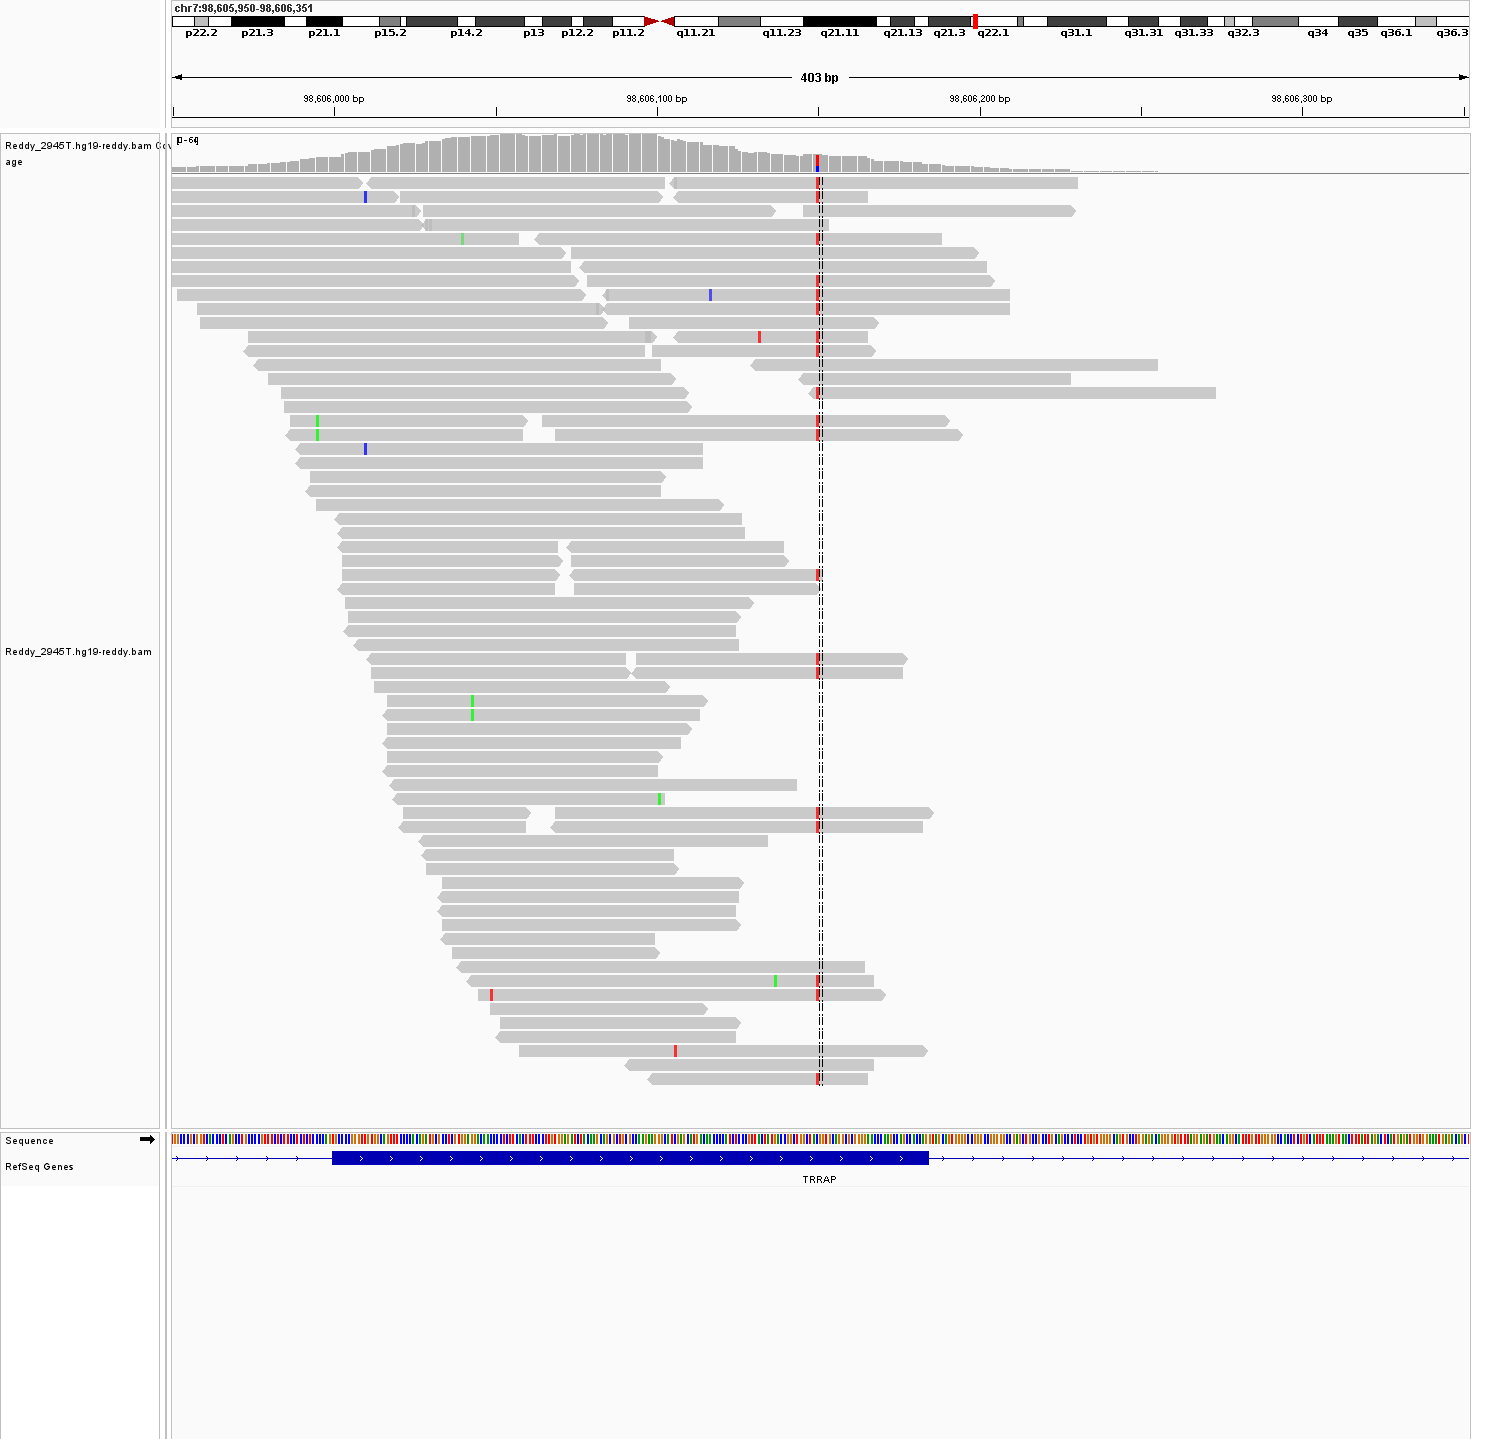 chr7:98,605,950-98,606,351
p22.2 p21.3 p21.1 p15.2 p14.2 p13 p12.2 p11.2 q11.21 q11.23 q21.11 q21.13 q21.3 q22.1 q31.1 q31.31 q31.33 q32.3 q34 q35 q36.1 q36.3
403 bp
98,606,000 bp 98,606,100 bp 98,606,200 bp 98,606,300 bp
Reddy_2945T.hg19-reddy.bam
age
Reddy_2945T.hg19-reddy.bam
Sequence
RefSeq Genes
TRRAP